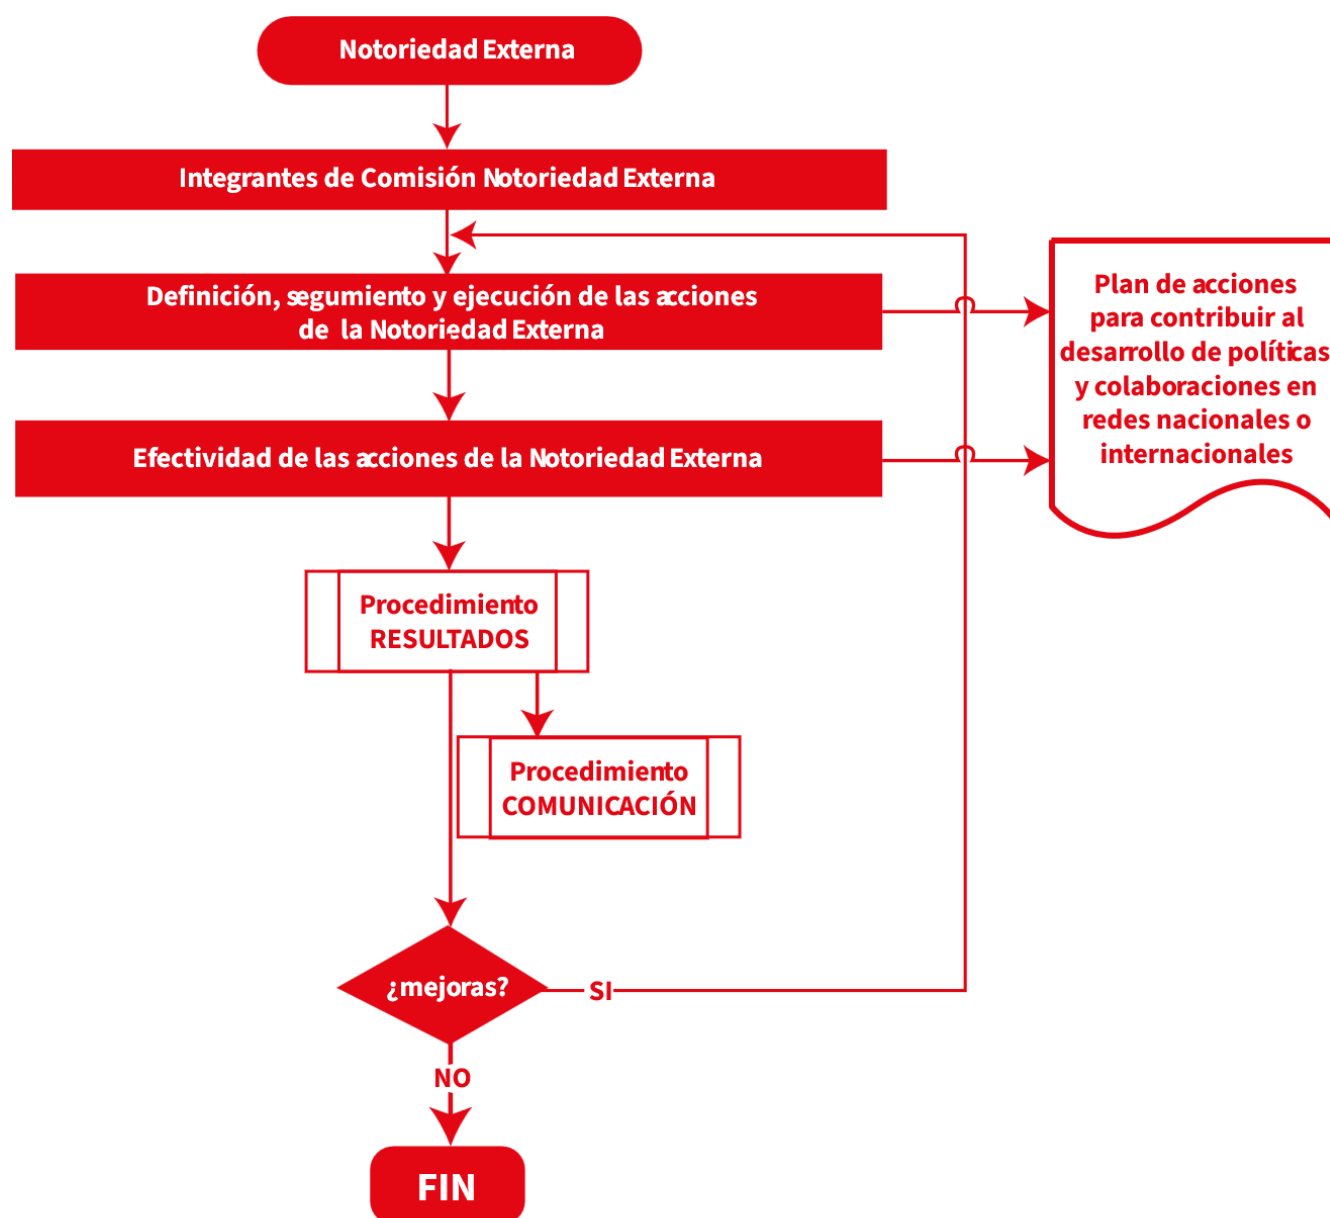 Notoriedad Externa
Integrantes de Comisión Notoriedad Externa
Definición, segumiento y ejecución de las acciones
de la Notoriedad Externa
Plan de acciones
para contribuir al
desarrollo de políticas
y colaboraciones en
redes nacionales o
internacionales
Efectividad de las acciones de la Notoriedad Externa
Procedimiento
RESULTADOS
Procedimiento
COMUNICACIÓN
¿mejoras?
SI
NO
FIN